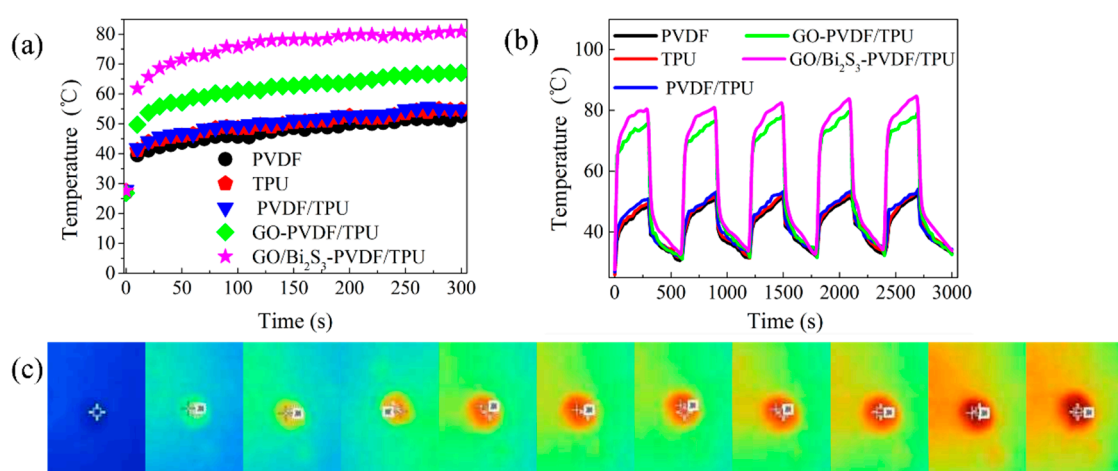 (a)
Temperature (℃)
80
70
60
50
40
30
20
10
0
PVDF
TPU
PVDF/TPU
GO-PVDF/TPU
GO/Bi₂S₃-PVDF/TPU
0 50 100 150 200 250 300
Time (s)
(b)
Temperature (℃)
100
80
60
40
PVDF
TPU
PVDF/TPU
GO-PVDF/TPU
GO/Bi₂S₃-PVDF/TPU
0 500 1000 1500 2000 2500 3000
Time (s)
(c)